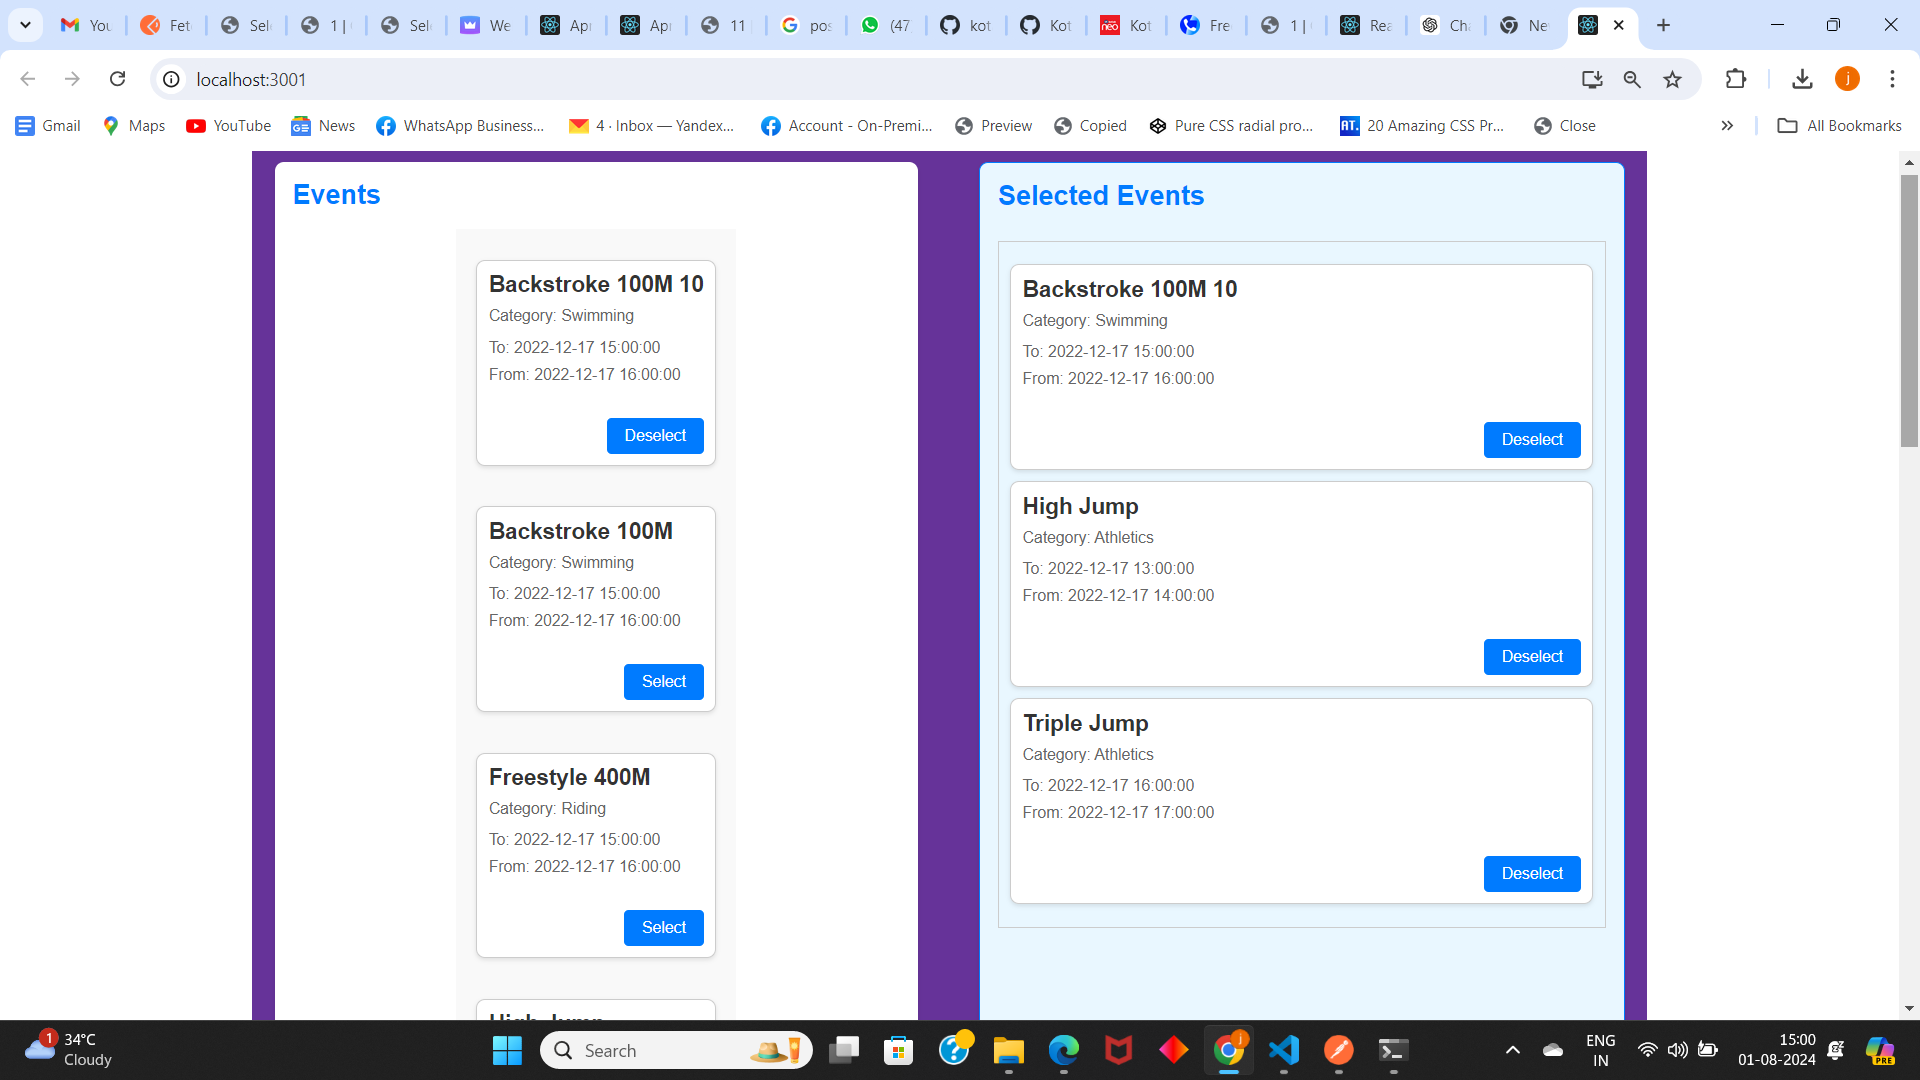 You
Fet
Sel
1 |
Sel
We
Ap
Ap
11
pos
(47
kot
Kot
Kot
Fre
1 |
Rea
Cha
Ne
localhost:3001
j
Gmail
Maps
YouTube
News
WhatsApp Business...
4 · Inbox — Yandex...
Account - On-Premi...
Preview
Copied
Pure CSS radial pro...
20 Amazing CSS Pr...
Close
All Bookmarks
Events
Backstroke 100M 10
Category: Swimming
To: 2022-12-17 15:00:00
From: 2022-12-17 16:00:00
Deselect
Backstroke 100M
Category: Swimming
To: 2022-12-17 15:00:00
From: 2022-12-17 16:00:00
Select
Freestyle 400M
Category: Riding
To: 2022-12-17 15:00:00
From: 2022-12-17 16:00:00
Select
High Jump
Selected Events
Backstroke 100M 10
Category: Swimming
To: 2022-12-17 15:00:00
From: 2022-12-17 16:00:00
Deselect
High Jump
Category: Athletics
To: 2022-12-17 13:00:00
From: 2022-12-17 14:00:00
Deselect
Triple Jump
Category: Athletics
To: 2022-12-17 16:00:00
From: 2022-12-17 17:00:00
Deselect
1
34°C
Cloudy
Search
ENG
IN
15:00
01-08-2024
PRE